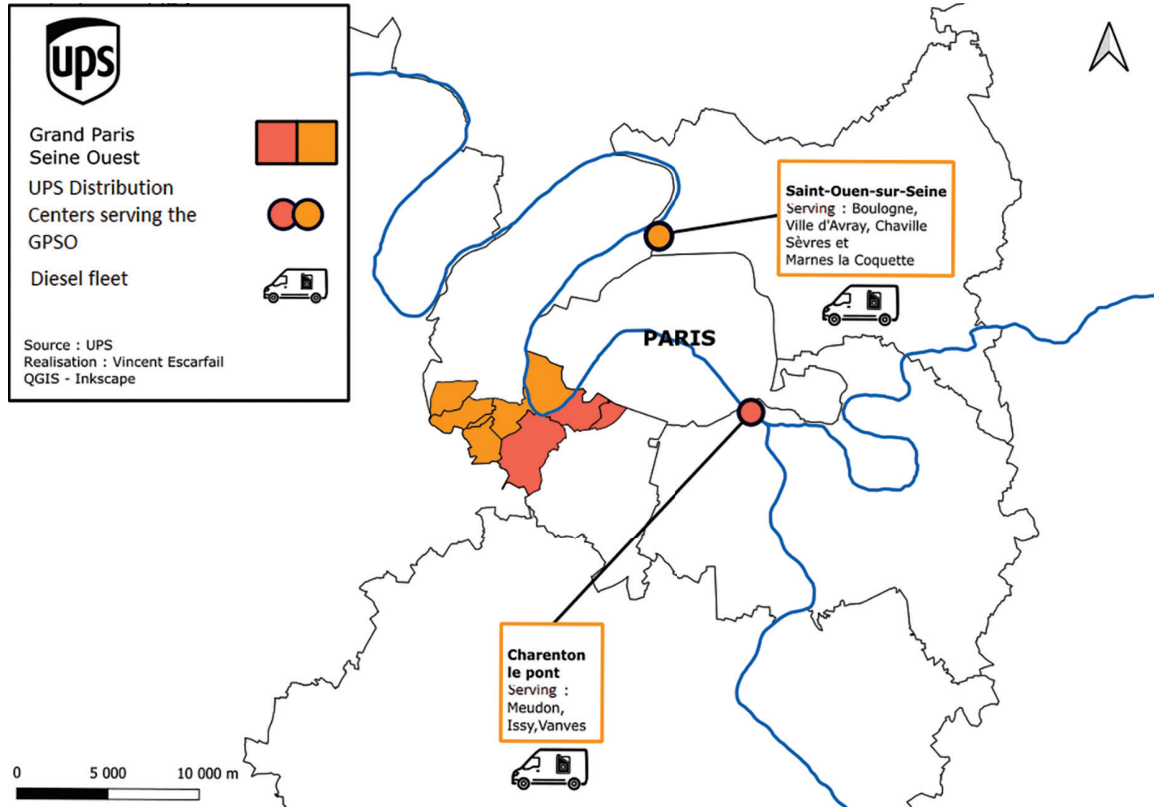 ups
Grand Paris
Seine Ouest
UPS Distribution
Centers serving the
GPSO
Diesel fleet
Source : UPS
Realisation : Vincent Escarfail
QGIS - Inkscape
Saint-Ouen-sur-Seine
Serving : Boulogne,
Ville d'Avray, Chaville
Sèvres et
Marnes la Coquette
PARIS
Charenton
le pont
Serving :
Meudon,
Issy,Vanves
0 5 000 10 000 m